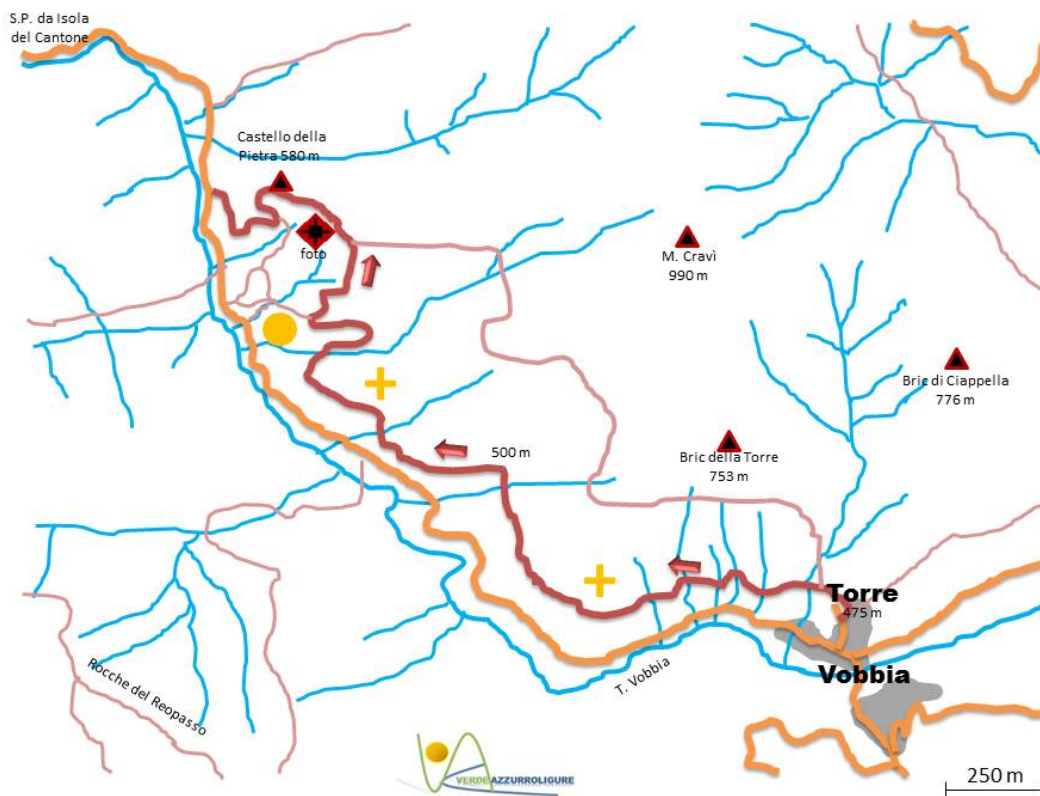 S.P. da Isola
del Cantone
Castello della
Pietra 580 m
foto
M. Cravì
990 m
Bric di Ciappella
776 m
500 m
Bric della Torre
753 m
Torre
475 m
Vobbia
T. Vobbia
Rocche del Reopasso
VERDEAZZURROLIGURE
250 m